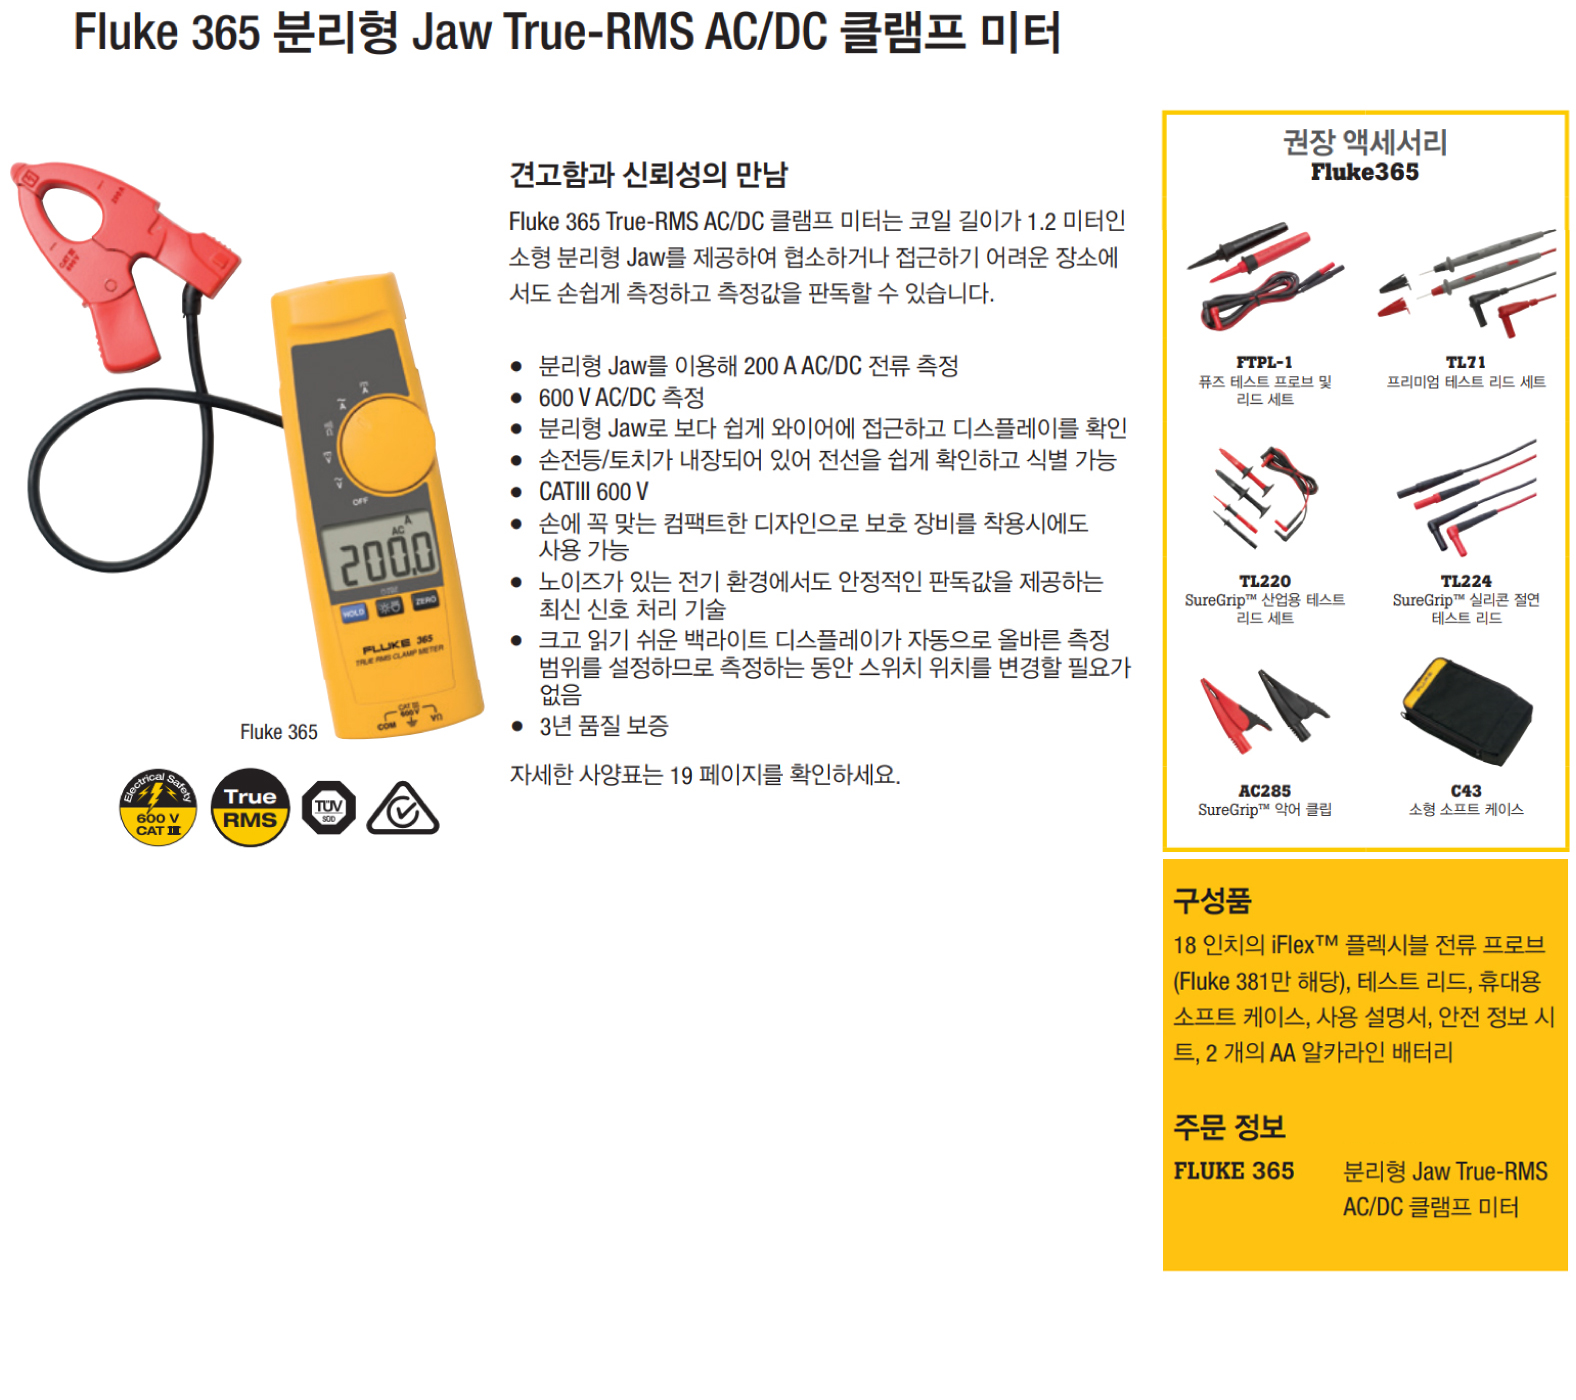 Fluke 365 분리형 Jaw True-RMS AC/DC 클램프 미터
견고함과 신뢰성의 만남
Fluke 365 True-RMS AC/DC 클램프 미터는 코일 길이가 1.2 미터인
소형 분리형 Jaw를 제공하여 협소하거나 접근하기 어려운 장소에
서도 손쉽게 측정하고 측정값을 판독할 수 있습니다.
● 분리형 Jaw를 이용해 200 A AC/DC 전류 측정
● 600 V AC/DC 측정
● 분리형 Jaw로 보다 쉽게 와이어에 접근하고 디스플레이를 확인
● 손전등/토치가 내장되어 있어 전선을 쉽게 확인하고 식별 가능
● CATIII 600 V
● 손에 꼭 맞는 컴팩트한 디자인으로 보호 장비를 착용시에도
사용 가능
● 노이즈가 있는 전기 환경에서도 안정적인 판독값을 제공하는
최신 신호 처리 기술
● 크고 읽기 쉬운 백라이트 디스플레이가 자동으로 올바른 측정
범위를 설정하므로 측정하는 동안 스위치 위치를 변경할 필요가
없음
● 3년 품질 보증
자세한 사양표는 19 페이지를 확인하세요.
OFF
AC A
200.0
HOLD
ZERO
FLUKE 365
TRUE RMS CLAMP METER
CAT III
600 V
COM
VΩ
Fluke 365
Electrical Safety
600 V
CAT III
True
RMS
TÜV
SÜD
권장 액세서리
Fluke365
FTPL-1
퓨즈 테스트 프로브 및
리드 세트
TL71
프리미엄 테스트 리드 세트
TL220
SureGrip™ 산업용 테스트
리드 세트
TL224
SureGrip™ 실리콘 절연
테스트 리드
AC285
SureGrip™ 악어 클립
C43
소형 소프트 케이스
구성품
18 인치의 iFlex™ 플렉시블 전류 프로브
(Fluke 381만 해당), 테스트 리드, 휴대용
소프트 케이스, 사용 설명서, 안전 정보 시
트, 2 개의 AA 알카라인 배터리
주문 정보
FLUKE 365 분리형 Jaw True-RMS
AC/DC 클램프 미터